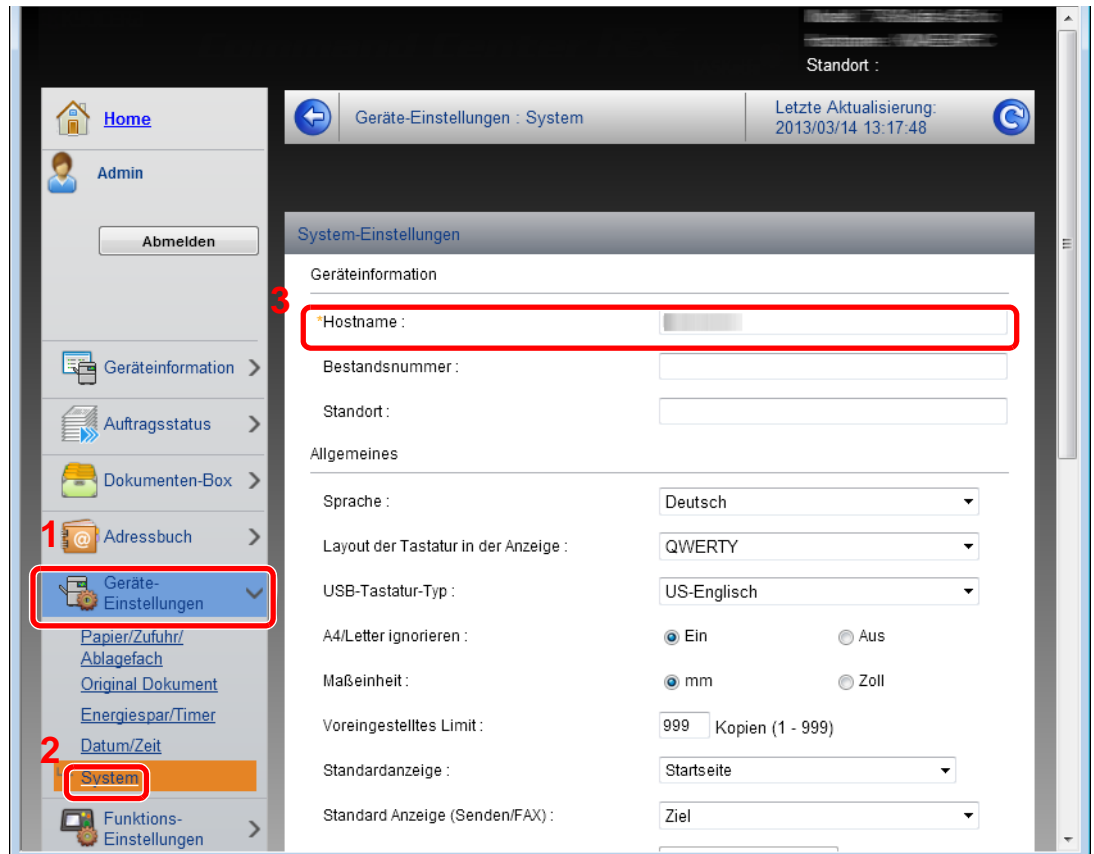 Standort :
Home
Geräte-Einstellungen : System
Letzte Aktualisierung:
2013/03/14 13:17:48
Admin
Abmelden
System-Einstellungen
Geräteinformation
3
*Hostname :
Bestandsnummer :
Standort :
Allgemeines
Sprache :
Deutsch
Layout der Tastatur in der Anzeige :
QWERTY
USB-Tastatur-Typ :
US-Englisch
A4/Letter ignorieren :
Ein
Aus
Maßeinheit :
mm
Zoll
Voreingestelltes Limit :
999
Kopien (1 - 999)
Standardanzeige :
Startseite
Standard Anzeige (Senden/FAX) :
Ziel
Geräteinformation
Auftragsstatus
Dokumenten-Box
1
Adressbuch
Geräte-
Einstellungen
Papier/Zufuhr/
Ablagefach
Original Dokument
Energiespar/Timer
2
Datum/Zeit
System
Funktions-
Einstellungen